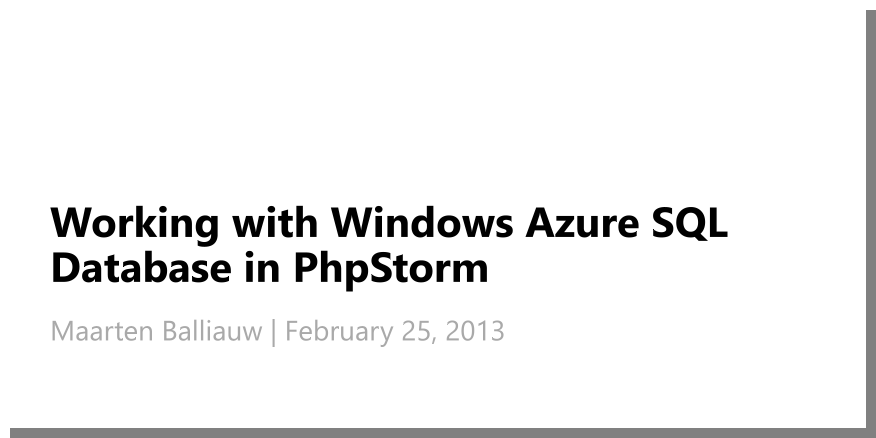 Working with Windows Azure SQL
Database in PhpStorm
Maarten Balliauw | February 25, 2013